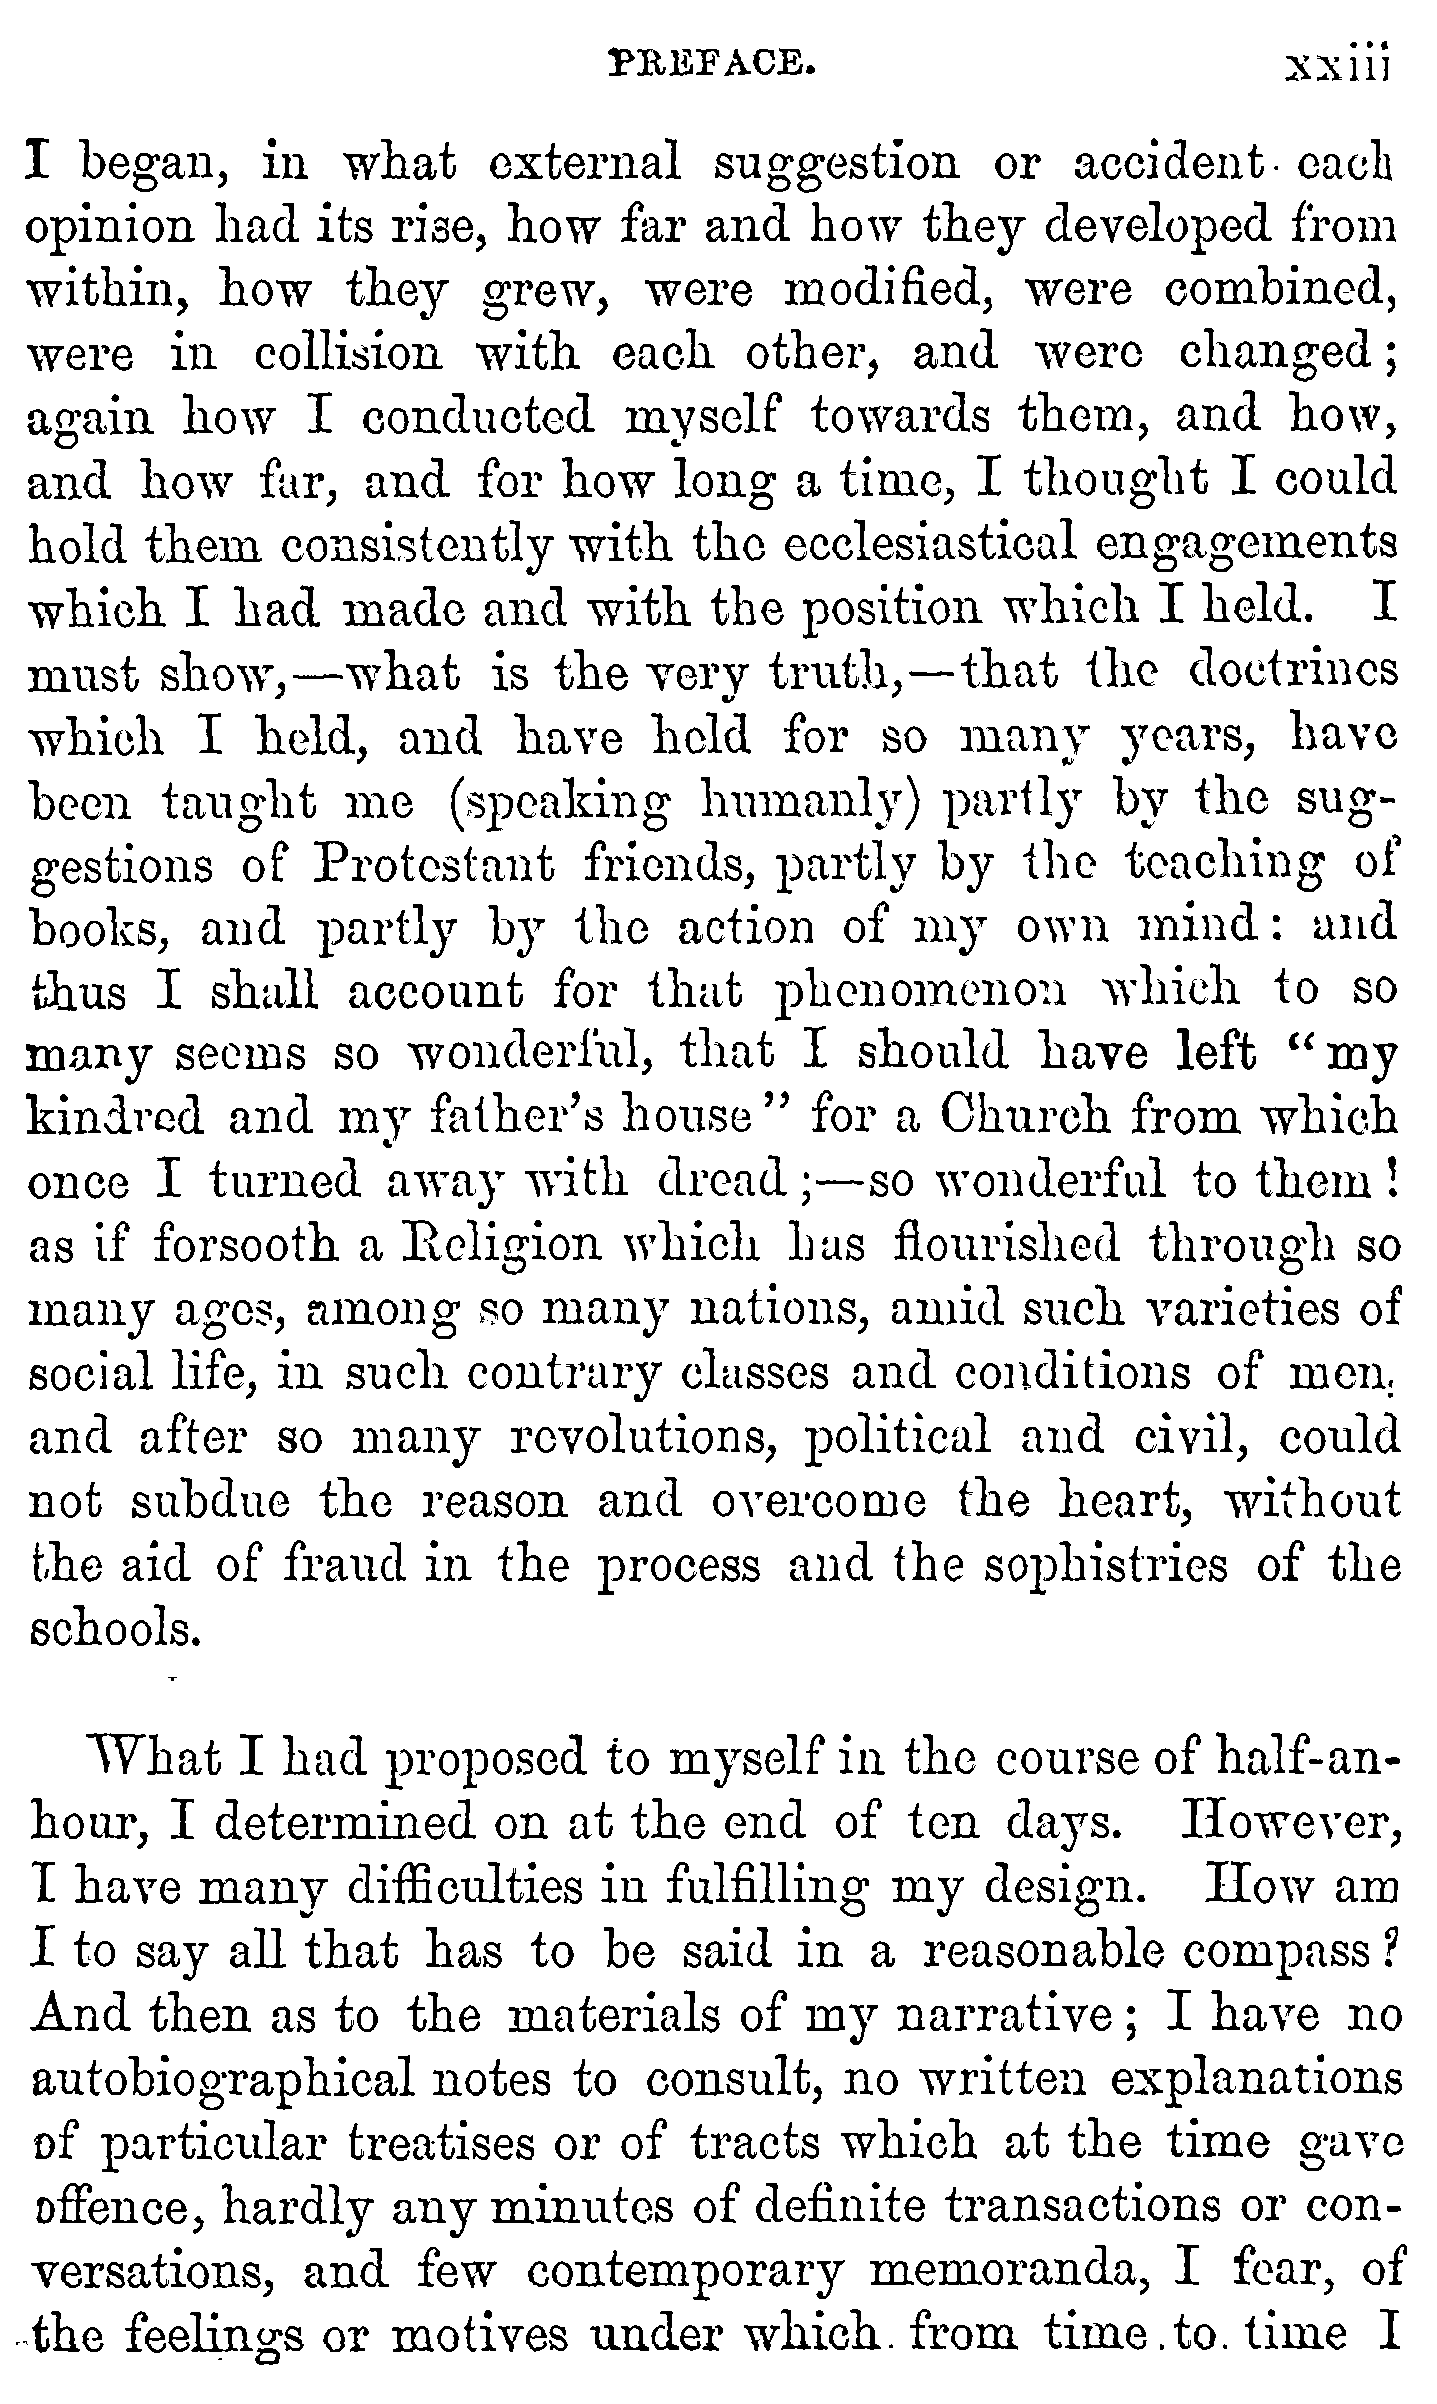 PREFACE. xxiii
I began, in what external suggestion or accident each
opinion had its rise, how far and how they developed from
within, how they grew, were modified, were combined,
were in collision with each other, and were changed;
again how I conducted myself towards them, and how,
and how far, and for how long a time, I thought I could
hold them consistently with the ecclesiastical engagements
which I had made and with the position which I held. I
must show,—what is the very truth,—that the doctrines
which I held, and have held for so many years, have
been taught me (speaking humanly) partly by the sug-
gestions of Protestant friends, partly by the teaching of
books, and partly by the action of my own mind: and
thus I shall account for that phenomenon which to so
many seems so wonderful, that I should have left “my
kindred and my father’s house” for a Church from which
once I turned away with dread;—so wonderful to them!
as if forsooth a Religion which has flourished through so
many ages, among so many nations, amid such varieties of
social life, in such contrary classes and conditions of men,
and after so many revolutions, political and civil, could
not subdue the reason and overcome the heart, without
the aid of fraud in the process and the sophistries of the
schools.
What I had proposed to myself in the course of half-an-
hour, I determined on at the end of ten days. However,
I have many difficulties in fulfilling my design. How am
I to say all that has to be said in a reasonable compass?
And then as to the materials of my narrative; I have no
autobiographical notes to consult, no written explanations
of particular treatises or of tracts which at the time gave
offence, hardly any minutes of definite transactions or con-
versations, and few contemporary memoranda, I fear, of
the feelings or motives under which from time to time I